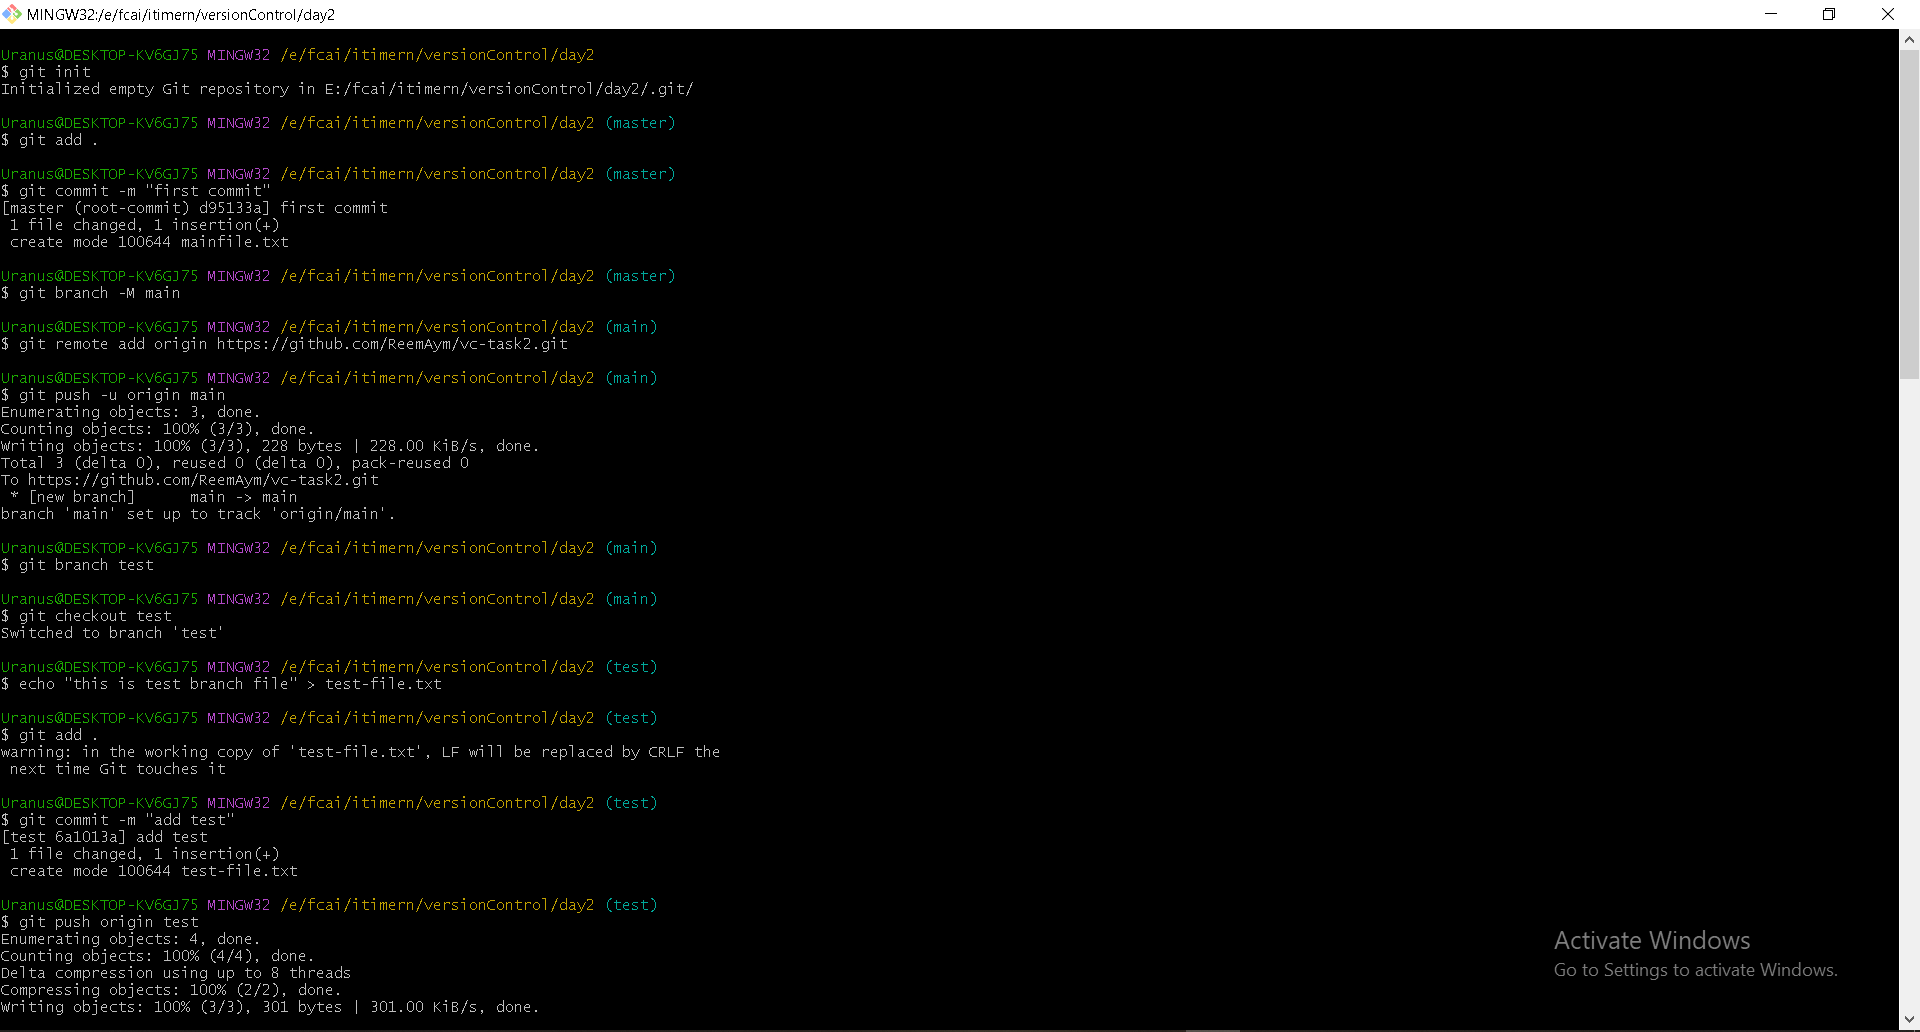 MINGW32:/e/fcai/itimern/versionControl/day2
Uranus@DESKTOP-KV6GJ75 MINGW32 /e/fcai/itimern/versionControl/day2
$ git init
Initialized empty Git repository in E:/fcai/itimern/versionControl/day2/.git/
Uranus@DESKTOP-KV6GJ75 MINGW32 /e/fcai/itimern/versionControl/day2 (master)
$ git add .
Uranus@DESKTOP-KV6GJ75 MINGW32 /e/fcai/itimern/versionControl/day2 (master)
$ git commit -m "first commit"
[master (root-commit) d95133a] first commit
 1 file changed, 1 insertion(+)
 create mode 100644 mainfile.txt
Uranus@DESKTOP-KV6GJ75 MINGW32 /e/fcai/itimern/versionControl/day2 (master)
$ git branch -M main
Uranus@DESKTOP-KV6GJ75 MINGW32 /e/fcai/itimern/versionControl/day2 (main)
$ git remote add origin https://github.com/ReemAym/vc-task2.git
Uranus@DESKTOP-KV6GJ75 MINGW32 /e/fcai/itimern/versionControl/day2 (main)
$ git push -u origin main
Enumerating objects: 3, done.
Counting objects: 100% (3/3), done.
Writing objects: 100% (3/3), 228 bytes | 228.00 KiB/s, done.
Total 3 (delta 0), reused 0 (delta 0), pack-reused 0
To https://github.com/ReemAym/vc-task2.git
 * [new branch]      main -> main
branch 'main' set up to track 'origin/main'.
Uranus@DESKTOP-KV6GJ75 MINGW32 /e/fcai/itimern/versionControl/day2 (main)
$ git branch test
Uranus@DESKTOP-KV6GJ75 MINGW32 /e/fcai/itimern/versionControl/day2 (main)
$ git checkout test
Switched to branch 'test'
Uranus@DESKTOP-KV6GJ75 MINGW32 /e/fcai/itimern/versionControl/day2 (test)
$ echo "this is test branch file" > test-file.txt
Uranus@DESKTOP-KV6GJ75 MINGW32 /e/fcai/itimern/versionControl/day2 (test)
$ git add .
warning: in the working copy of 'test-file.txt', LF will be replaced by CRLF the
 next time Git touches it
Uranus@DESKTOP-KV6GJ75 MINGW32 /e/fcai/itimern/versionControl/day2 (test)
$ git commit -m "add test"
[test 6a1013a] add test
 1 file changed, 1 insertion(+)
 create mode 100644 test-file.txt
Uranus@DESKTOP-KV6GJ75 MINGW32 /e/fcai/itimern/versionControl/day2 (test)
$ git push origin test
Enumerating objects: 4, done.
Counting objects: 100% (4/4), done.
Delta compression using up to 8 threads
Compressing objects: 100% (2/2), done.
Writing objects: 100% (3/3), 301 bytes | 301.00 KiB/s, done.
Activate Windows
Go to Settings to activate Windows.